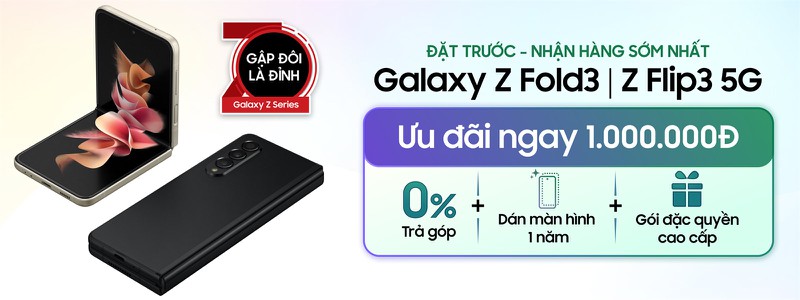 GẬP ĐÔI
LÀ ĐỈNH
Galaxy Z Series
ĐẶT TRƯỚC - NHẬN HÀNG SỚM NHẤT
Galaxy Z Fold3 | Z Flip3 5G
Ưu đãi ngay 1.000.000Đ
0%
Trả góp
+
Dán màn hình
1 năm
+
Gói đặc quyền
cao cấp